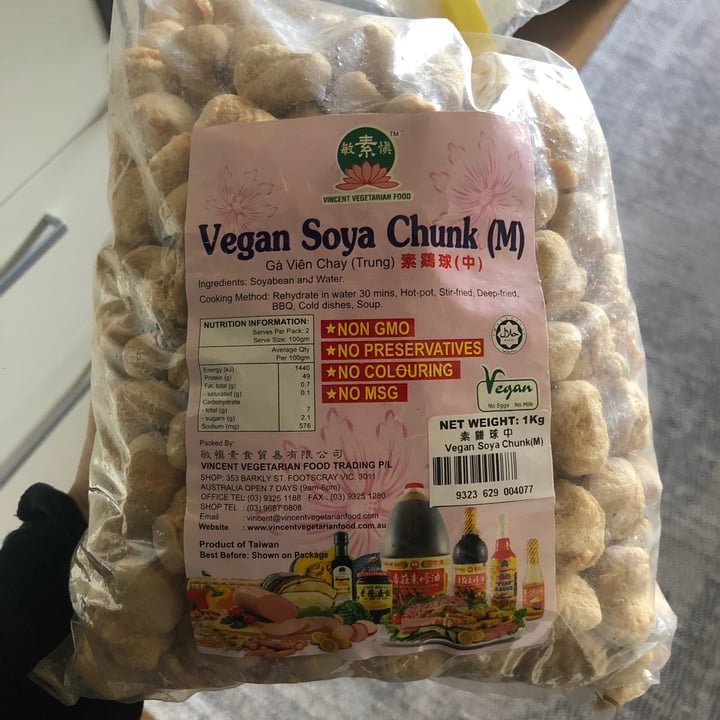 敏素慎
TM
VINCENT VEGETARIAN FOOD
Vegan Soya Chunk (M)
Gà Viên Chay (Trung) 素鷄球(中)
Ingredients: Soyabean and Water.
Cooking Method: Rehydrate in water 30 mins, Hot-pot, Stir-fried, Deep-fried,
BBQ, Cold dishes, Soup.
NUTRITION INFORMATION:
Serves Per Pack: 2
Serve Size: 100gm
Average Qty
Per 100gm
Energy (kJ) 1440
Protein (g) 49
Fat, total (g) 0.7
- saturated (g) 0.1
Carbohydrate
- total (g) 7
- sugars (g) 2.1
Sodium (mg) 576
★NON GMO
★NO PRESERVATIVES
★NO COLOURING
★NO MSG
Vegan
No Eggs · No Milk
NET WEIGHT: 1Kg
素雞球中
Vegan Soya Chunk(M)
9323 629 004077
Packed By:
敏慎素食貿易有限公司
VINCENT VEGETARIAN FOOD TRADING P/L
SHOP: 353 BARKLY ST. FOOTSCRAY VIC. 3011
AUSTRALIA OPEN 7 DAYS (9am-6pm)
OFFICE TEL (03) 9325 1188 FAX : (03) 9325 1280
SHOP TEL : (03) 9687 0808
Email : vincent@vincentvegetarianfood.com
Website : www.vincentvegetarianfood.com.au
Product of Taiwan
Best Before: Shown on Package